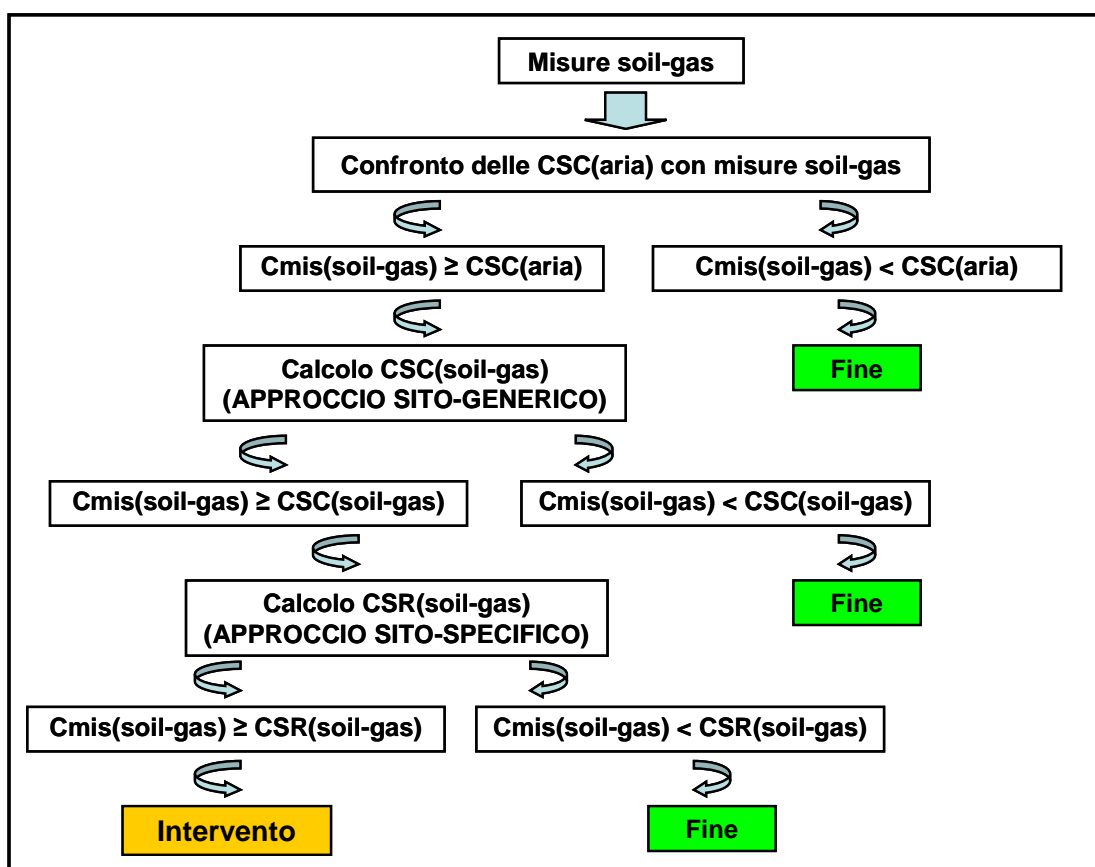 Misure soil-gas
Confronto delle CSC(aria) con misure soil-gas
Cmis(soil-gas) ≥ CSC(aria)
Cmis(soil-gas) < CSC(aria)
Calcolo CSC(soil-gas)
(APPROCCIO SITO-GENERICO)
Fine
Cmis(soil-gas) ≥ CSC(soil-gas)
Cmis(soil-gas) < CSC(soil-gas)
Calcolo CSR(soil-gas)
(APPROCCIO SITO-SPECIFICO)
Fine
Cmis(soil-gas) ≥ CSR(soil-gas)
Cmis(soil-gas) < CSR(soil-gas)
Intervento
Fine